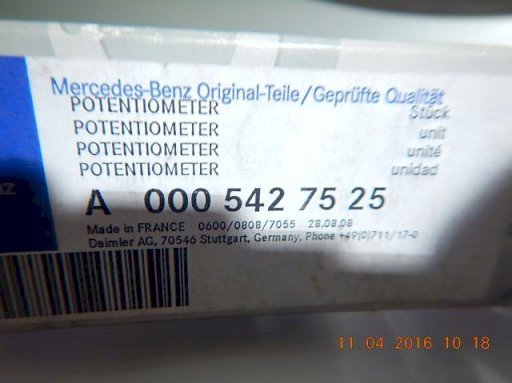 Mercedes-Benz Original-Teile/Geprüfte Qualität
POTENTIOMETER Stück
POTENTIOMETER unit
POTENTIOMETER unité
POTENTIOMETER unidad
A 000 542 75 25
Made in FRANCE 0600/0808/7055 28.08.08
Daimler AG, 70546 Stuttgart, Germany, Phone +49(0)711/17-0
11.04.2016 10:18